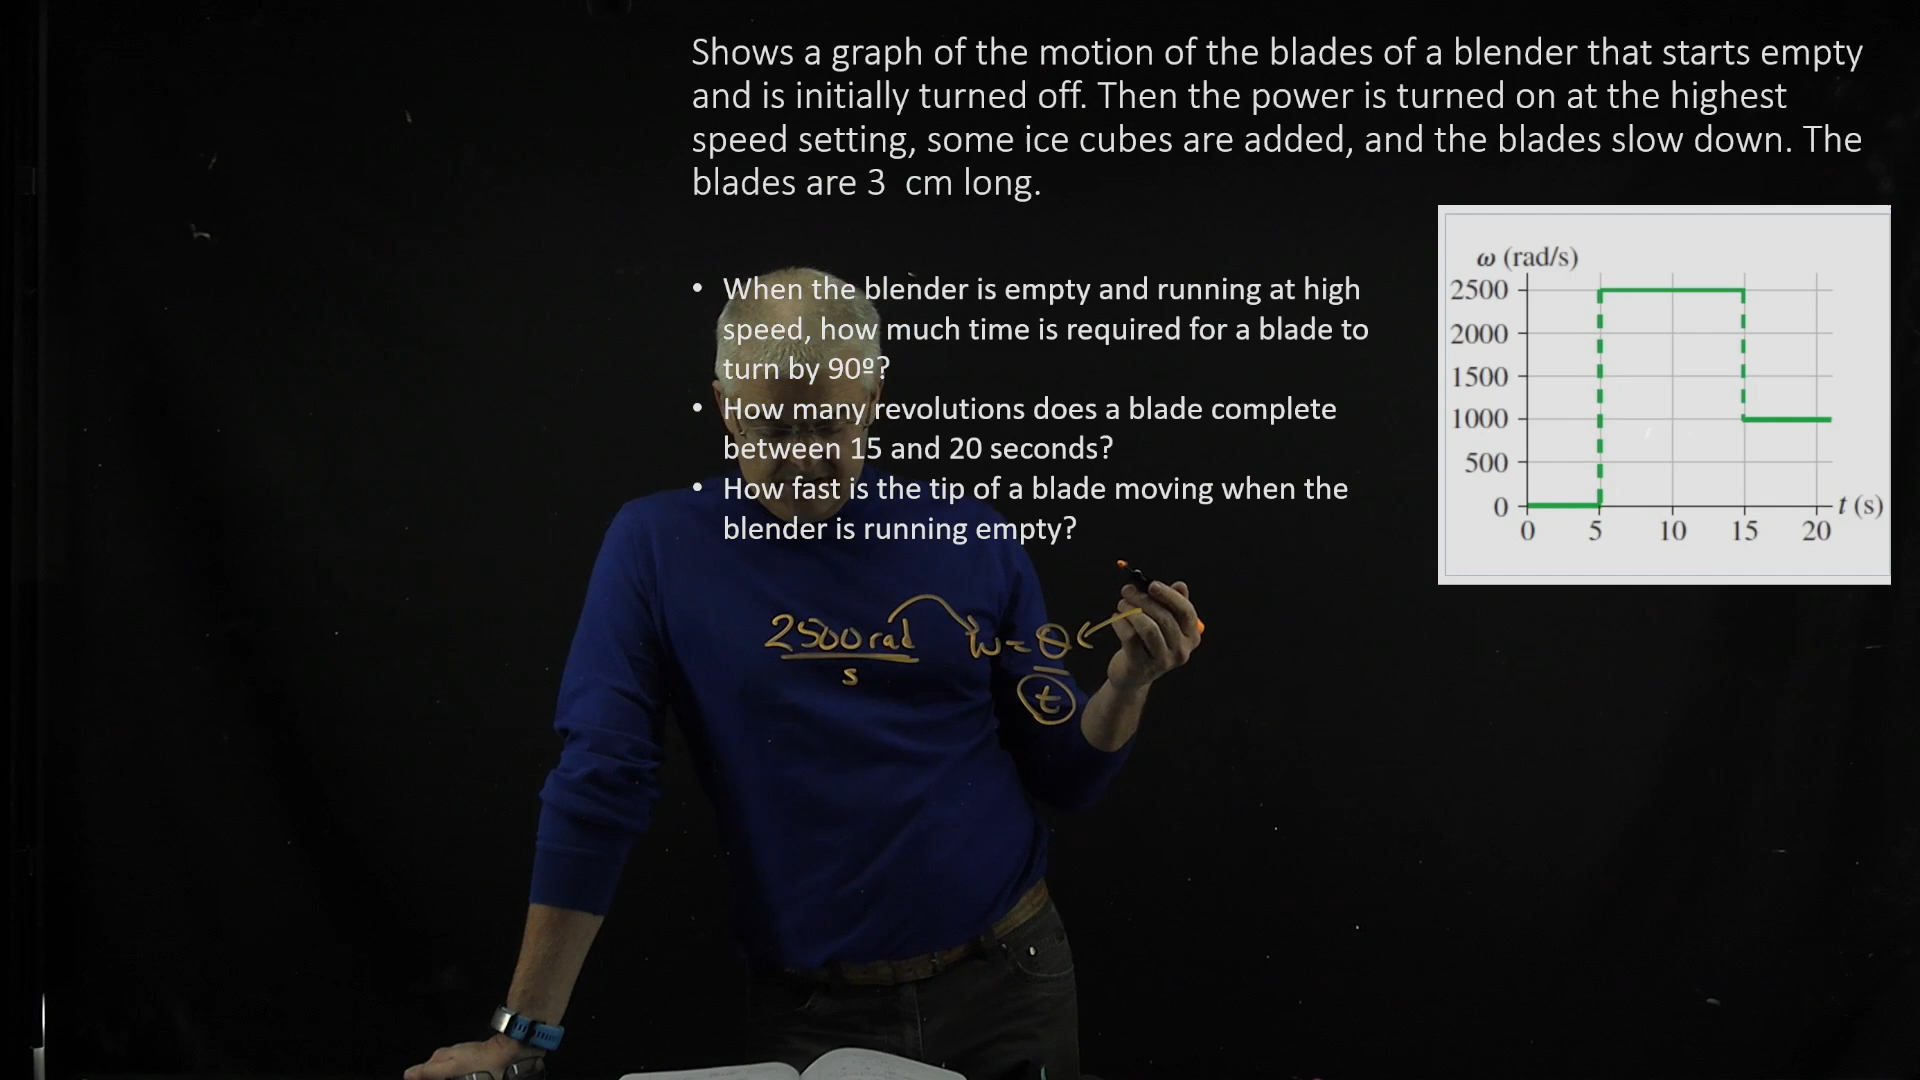 Shows a graph of the motion of the blades of a blender that starts empty
and is initially turned off. Then the power is turned on at the highest
speed setting, some ice cubes are added, and the blades slow down. The
blades are 3 cm long.
• When the blender is empty and running at high
speed, how much time is required for a blade to
turn by 90º?
• How many revolutions does a blade complete
between 15 and 20 seconds?
• How fast is the tip of a blade moving when the
blender is running empty?
ω (rad/s)
2500
2000
1500
1000
500
0
0 5 10 15 20
t (s)
2500 rad
s
ω = θ
t